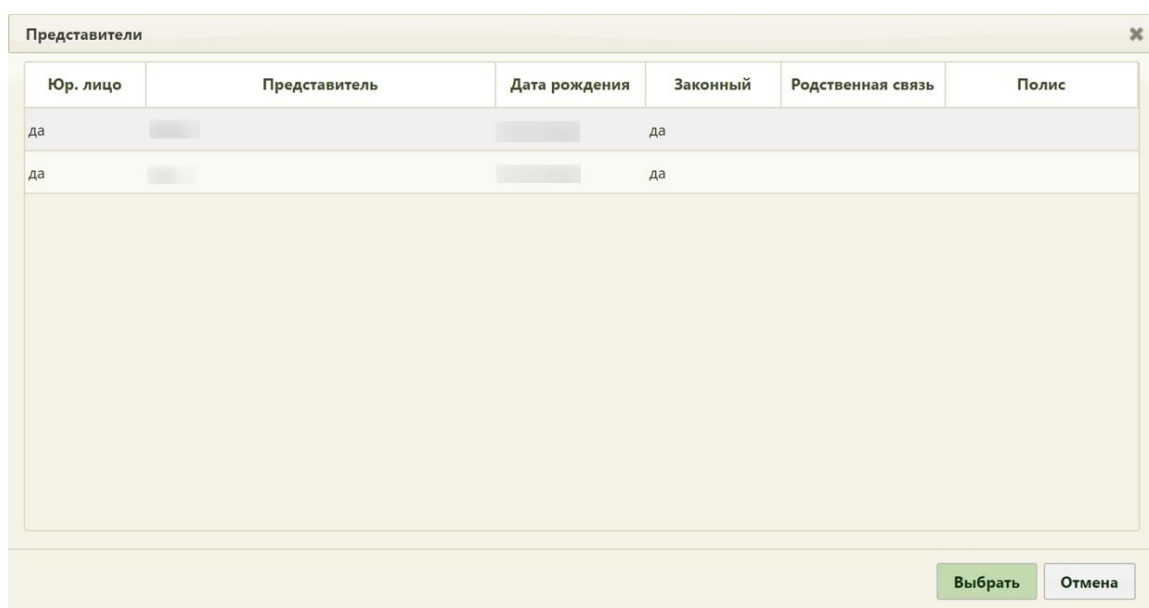 Представители
Юр. лицо Представитель Дата рождения Законный Родственная связь Полис
да да
да да
Выбрать Отмена